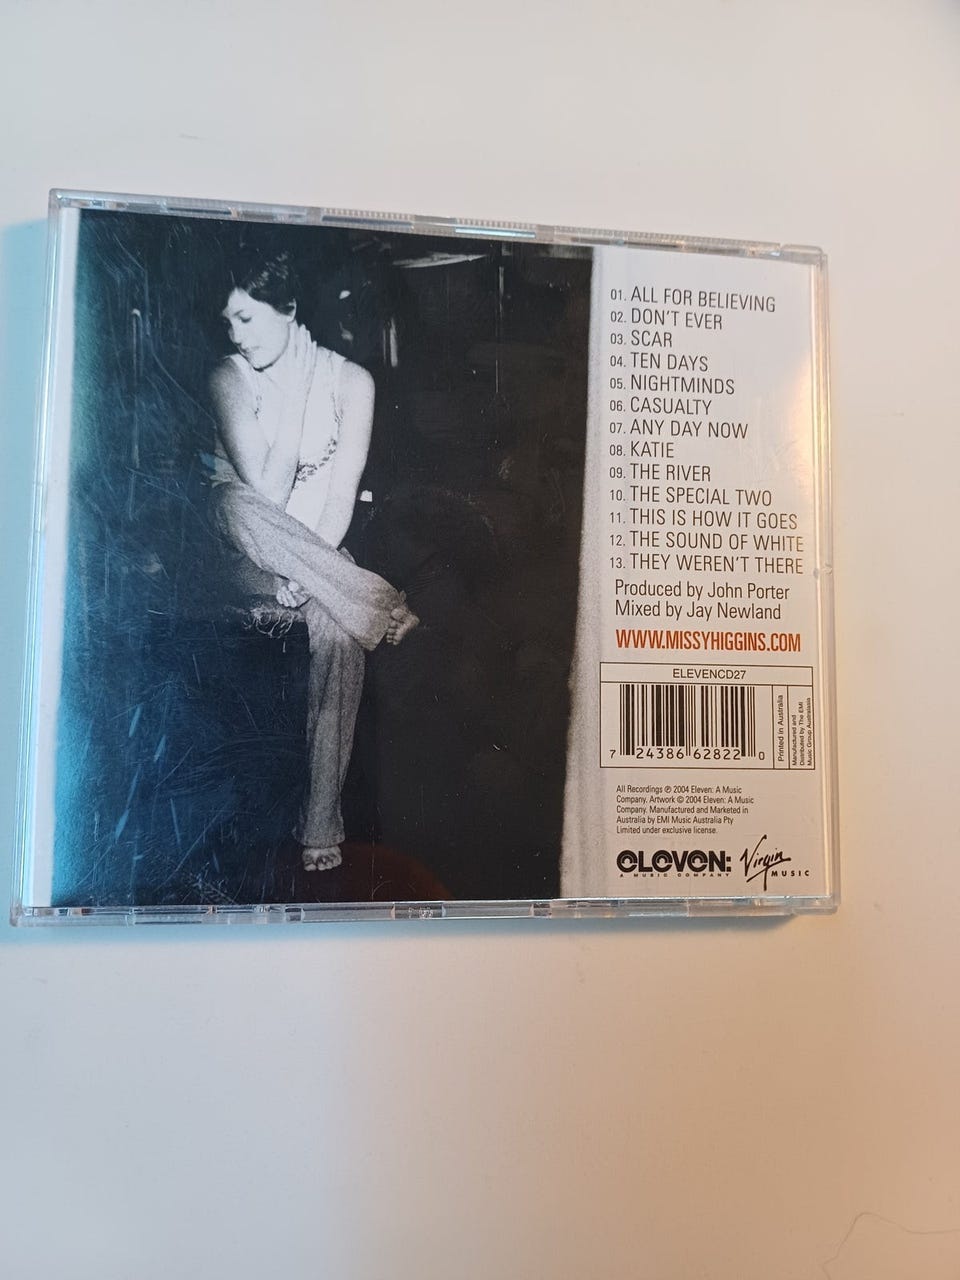 01. ALL FOR BELIEVING
02. DON'T EVER
03. SCAR
04. TEN DAYS
05. NIGHTMINDS
06. CASUALTY
07. ANY DAY NOW
08. KATIE
09. THE RIVER
10. THE SPECIAL TWO
11. THIS IS HOW IT GOES
12. THE SOUND OF WHITE
13. THEY WEREN'T THERE
Produced by John Porter
Mixed by Jay Newland
WWW.MISSYHIGGINS.COM
ELEVENCD27
7 24386 62822 0
Printed in Australia
Manufactured and
Distributed by The EMI
Music Group Australasia
All Recordings ℗ 2004 Eleven: A Music
Company. Artwork © 2004 Eleven: A Music
Company. Manufactured and Marketed in
Australia by EMI Music Australia Pty
Limited under exclusive license.
ELEVEN:
A MUSIC COMPANY
Virgin
MUSIC